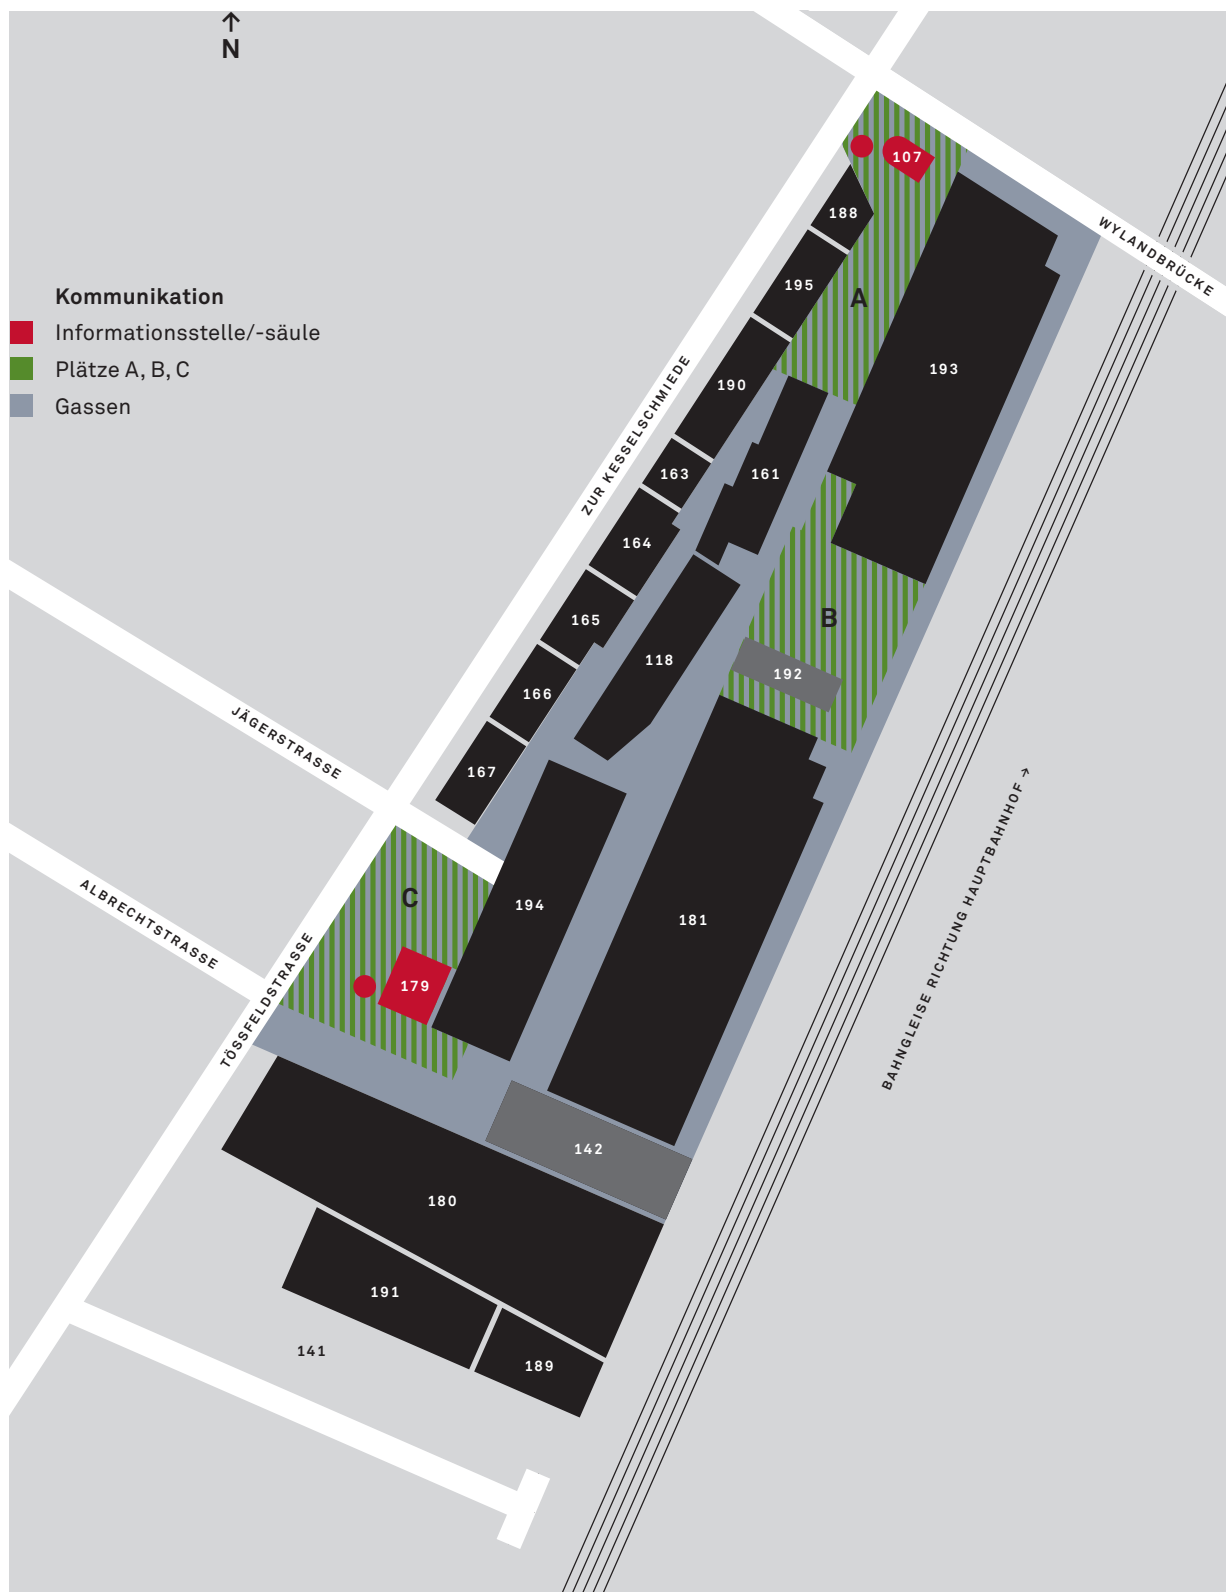 N
107
WYLANDBRÜCKE
188
195
A
Kommunikation
Informationsstelle/-säule
Plätze A, B, C
Gassen
193
190
ZUR KESSELSCHMIEDE
163
161
164
165
B
118
192
166
JÄGERSTRASSE
167
BAHNGLEISE RICHTUNG HAUPTBAHNHOF →
C
194
181
ALBRECHTSTRASSE
179
TÖSSFELDSTRASSE
142
180
191
141
189